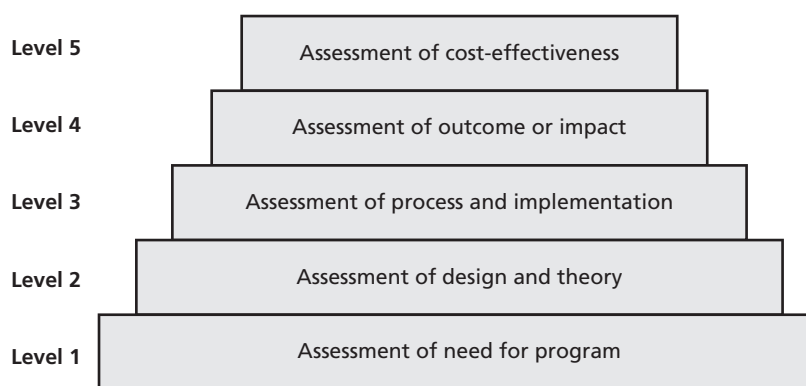 Level 5
Assessment of cost-effectiveness
Level 4
Assessment of outcome or impact
Level 3
Assessment of process and implementation
Level 2
Assessment of design and theory
Level 1
Assessment of need for program